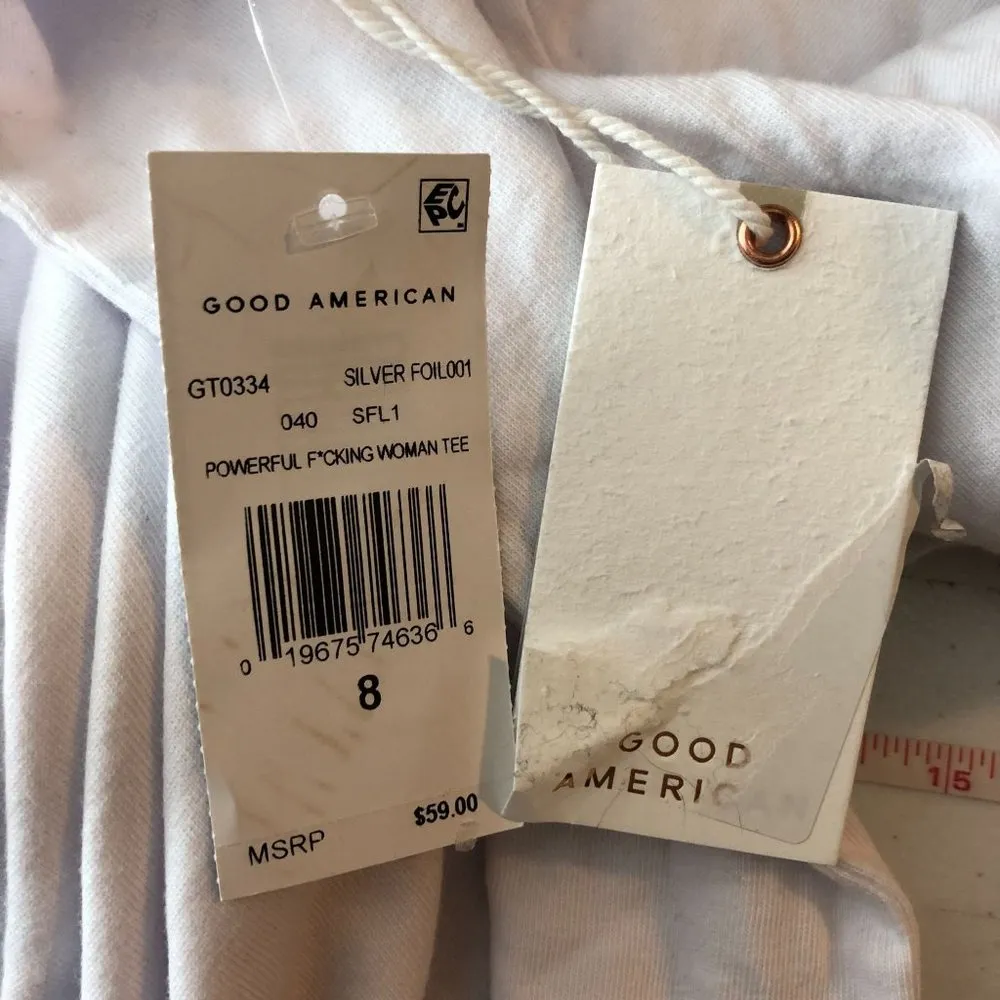 EPC
GOOD AMERICAN
GT0334 SILVER FOIL001
040 SFL1
POWERFUL F*CKING WOMAN TEE
0 19675 74636 6
8
$59.00
MSRP
GOOD
AMERICAN
15